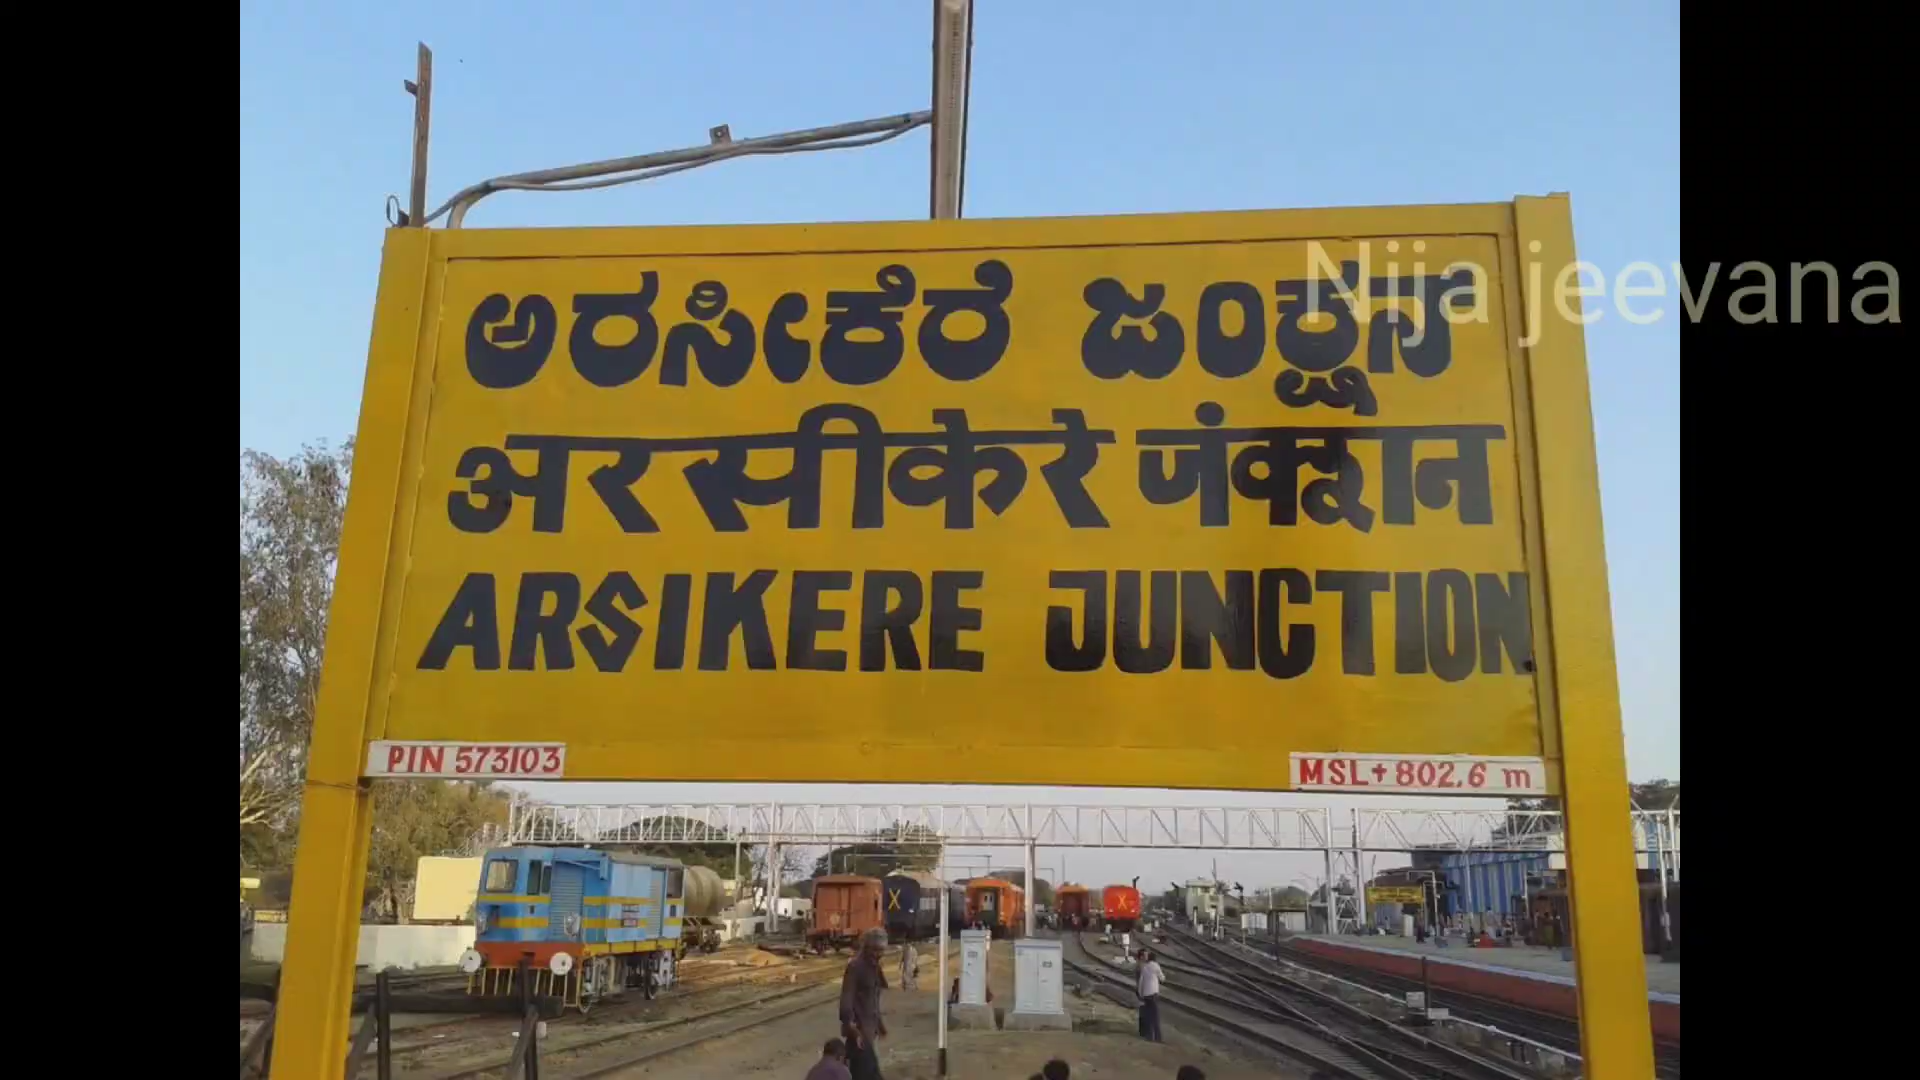 Nija jeevana
ಅರಸೀಕೆರೆ ಜಂಕ್ಷನ್
अरसीकेरे जंक्शन
ARSIKERE JUNCTION
PIN 573103
MSL+802.6 m